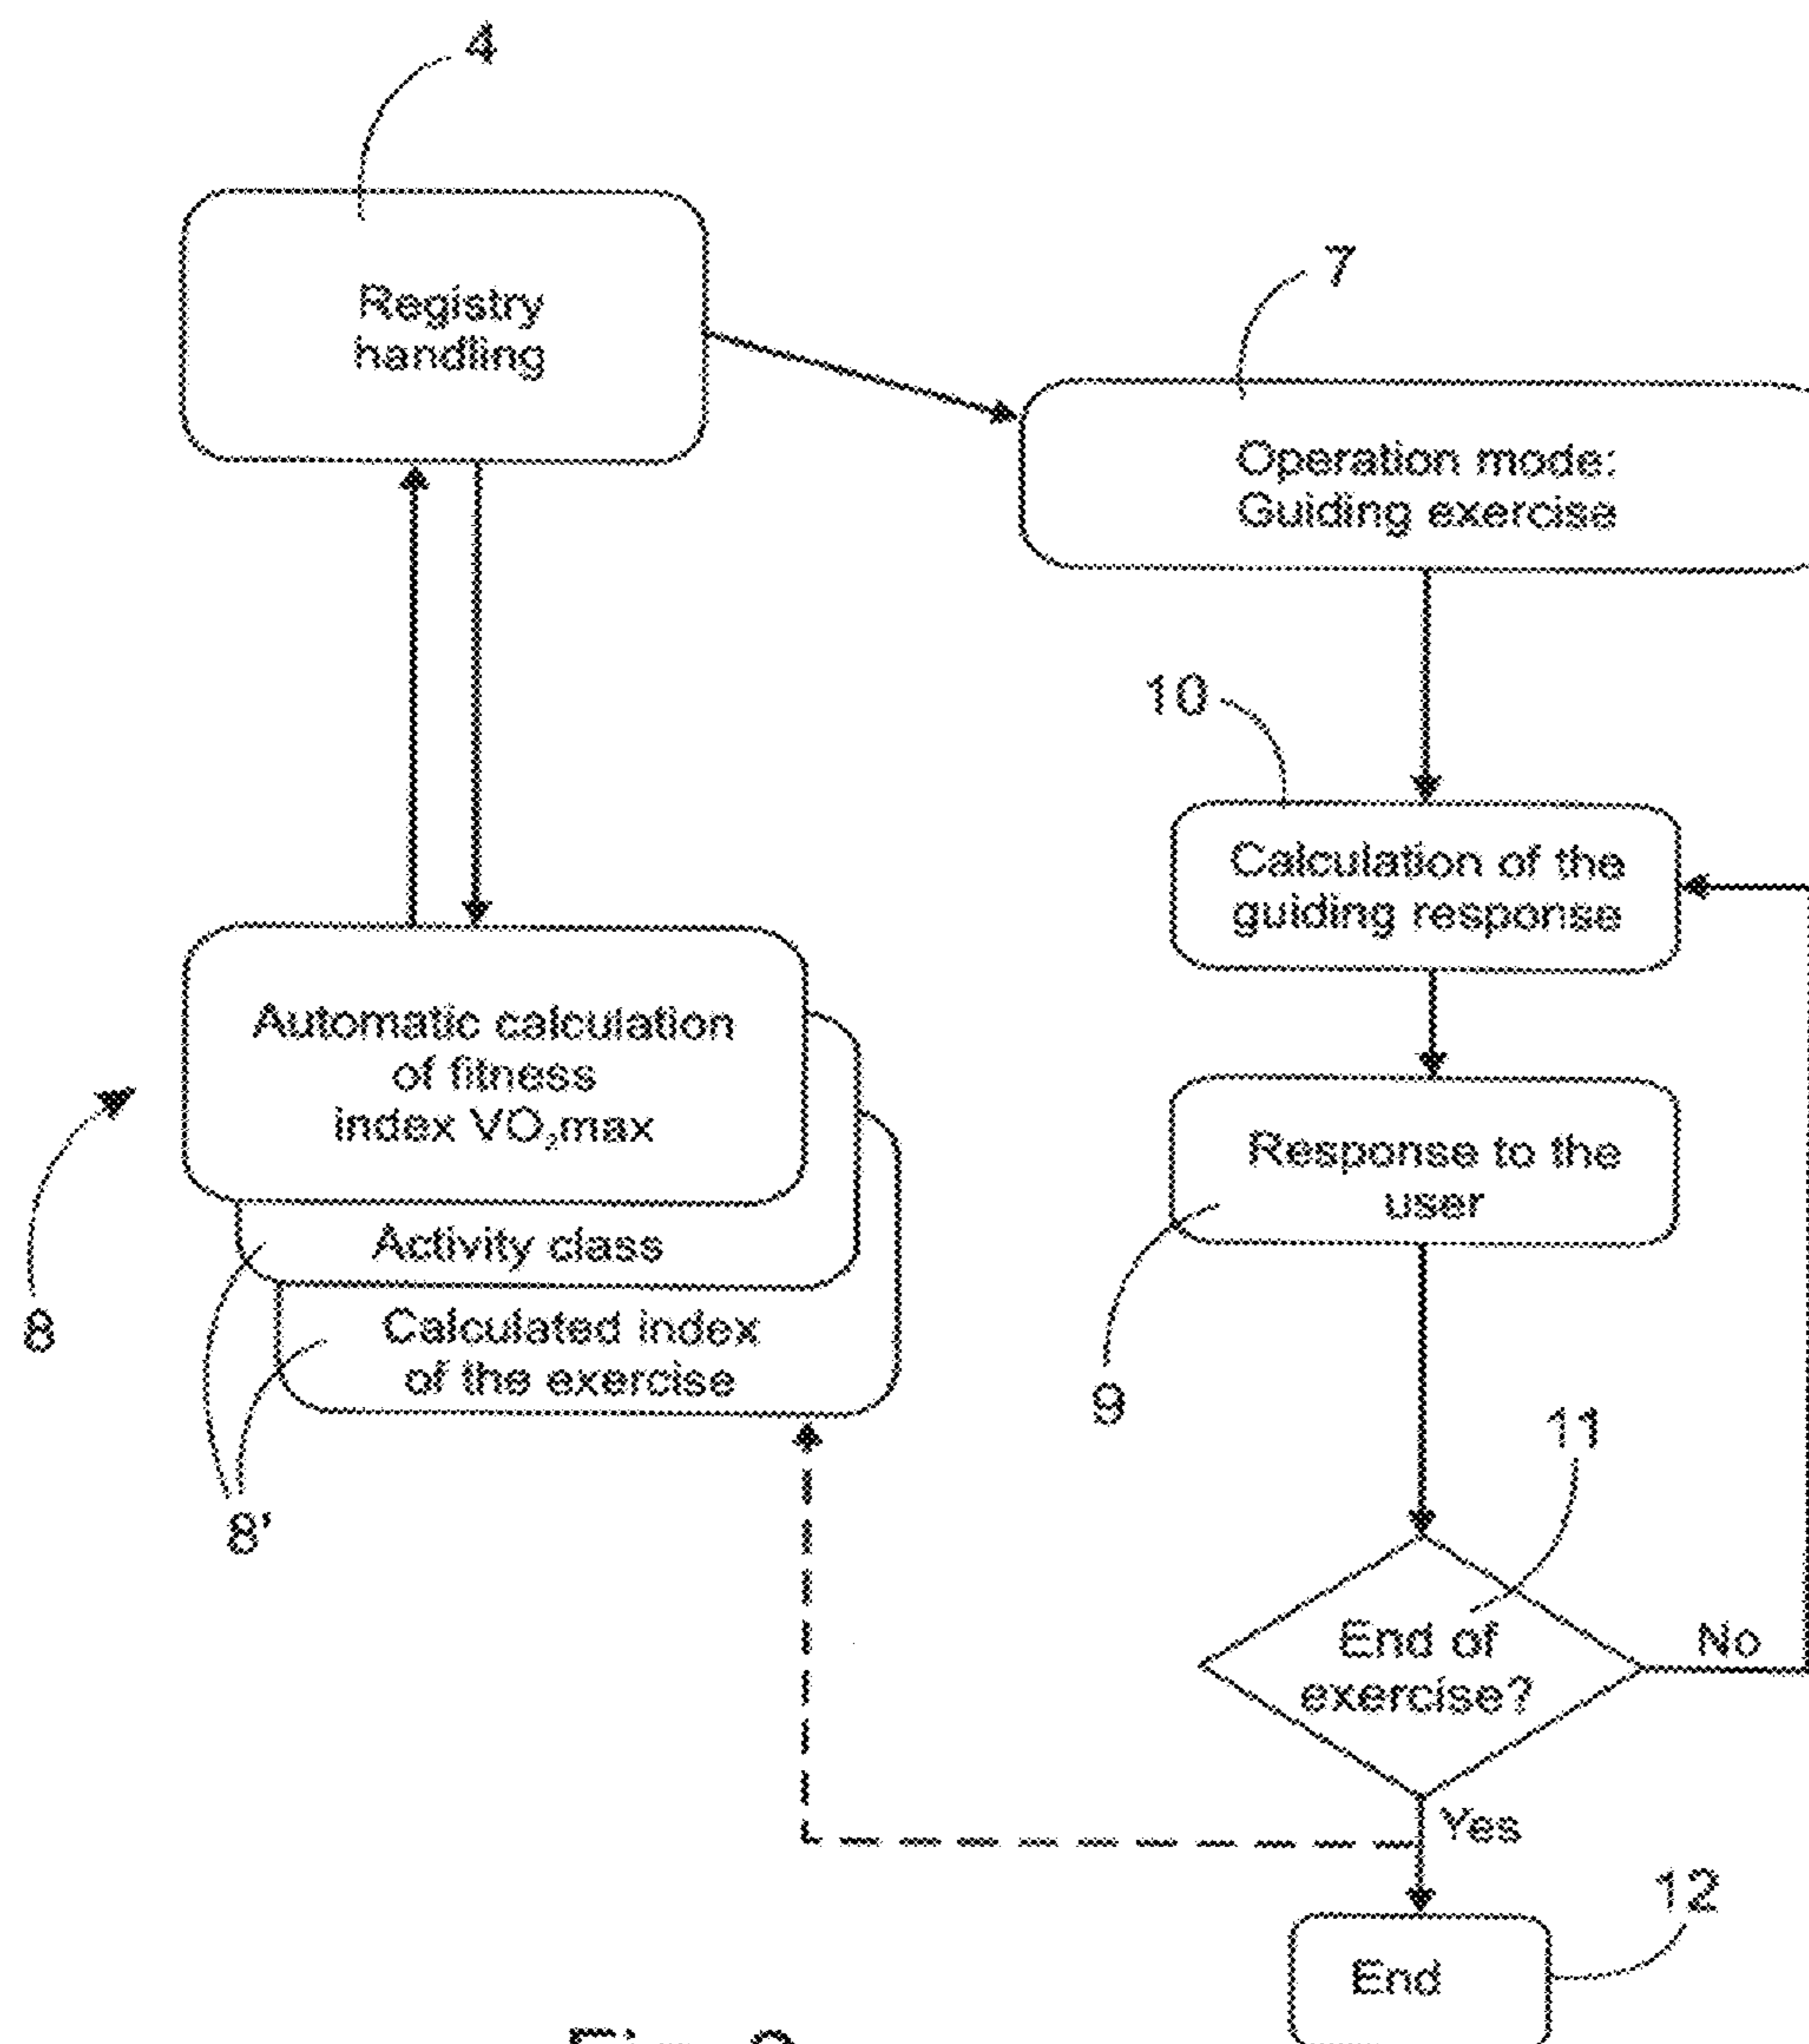 4
Registry
handling
7
Operation mode:
Guiding exercise
10
Calculation of the
guiding response
Automatic calculation
of fitness
index VO₂max
Response to the
user
Activity class
8
Calculated index
of the exercise
9
11
8'
End of
exercise?
No
Yes
12
End